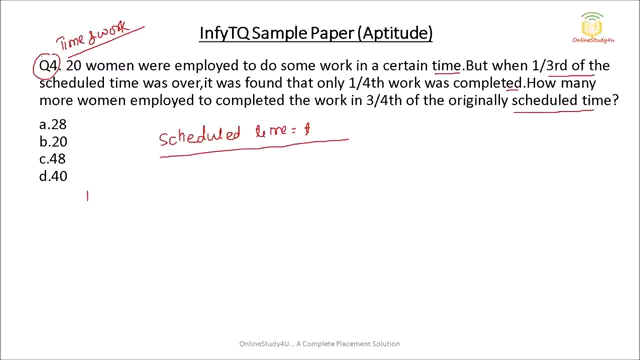 Time & work
InfyTQ Sample Paper (Aptitude)
OnlineStudy4u
Q4. 20 women were employed to do some work in a certain time.But when 1/3rd of the
scheduled time was over,it was found that only 1/4th work was completed.How many
more women employed to completed the work in 3/4th of the originally scheduled time?
a.28
b.20
c.48
d.40
Scheduled time = t
OnlineStudy4U... A Complete Placement Solution